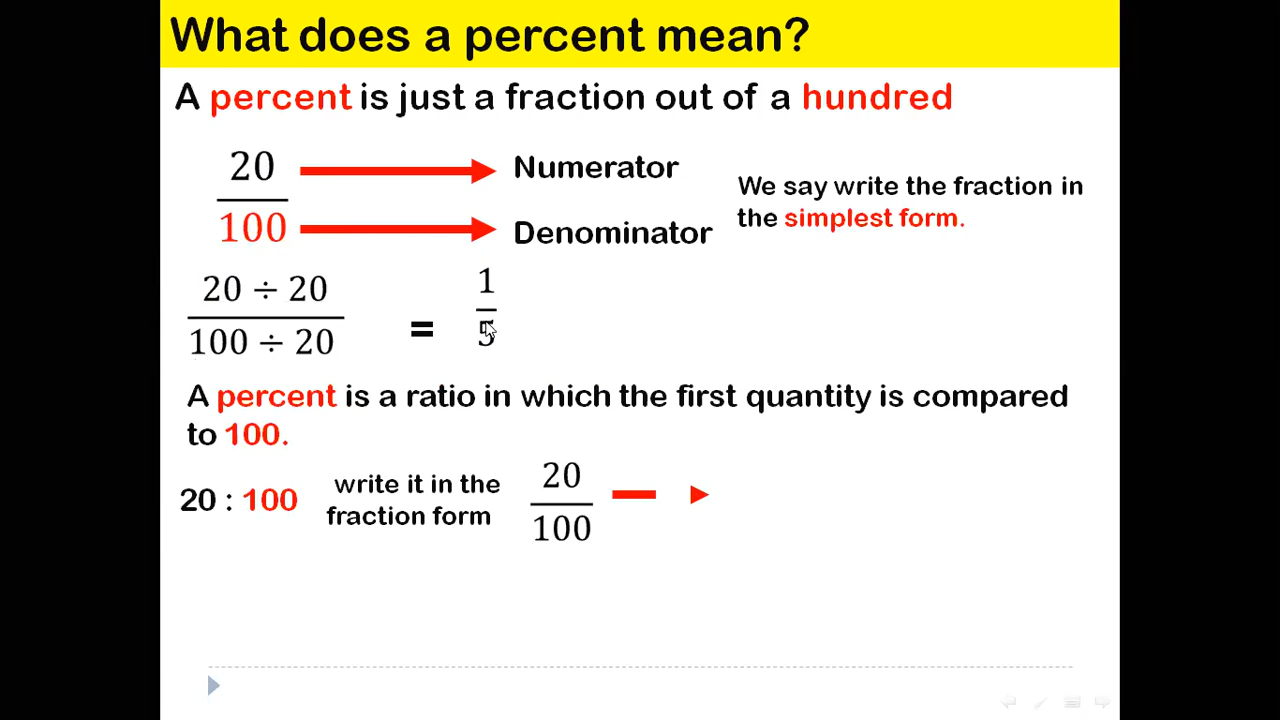 What does a percent mean?
A percent is just a fraction out of a hundred
20
100
Numerator
Denominator
We say write the fraction in
the simplest form.
20 ÷ 20
100 ÷ 20
=
1
5
A percent is a ratio in which the first quantity is compared
to 100.
20 : 100
write it in the
fraction form
20
100